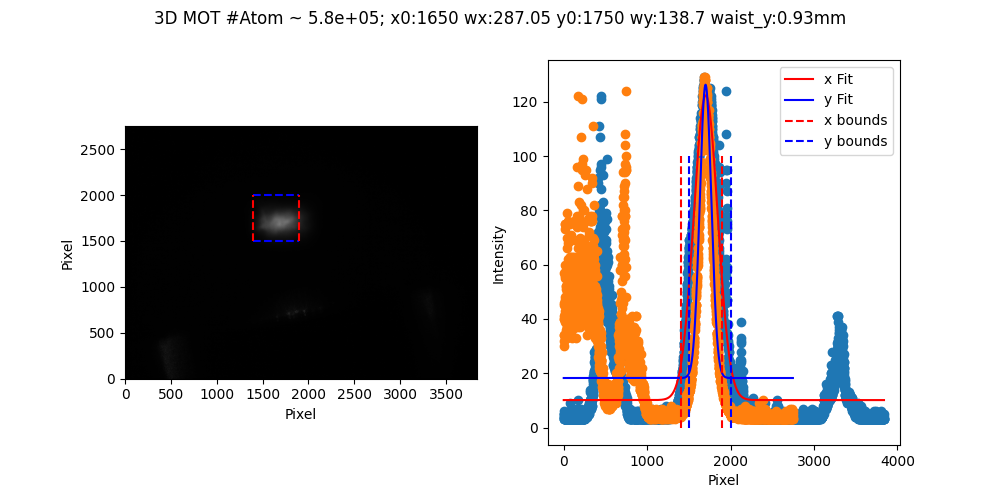 3D MOT #Atom ~ 5.8e+05; x0:1650 wx:287.05 y0:1750 wy:138.7 waist_y:0.93mm
2500
2000
1500
1000
500
0
0 500 1000 1500 2000 2500 3000 3500
Pixel
Pixel
120
100
80
60
40
20
0
0 1000 2000 3000 4000
Intensity
Pixel
x Fit
y Fit
x bounds
y bounds